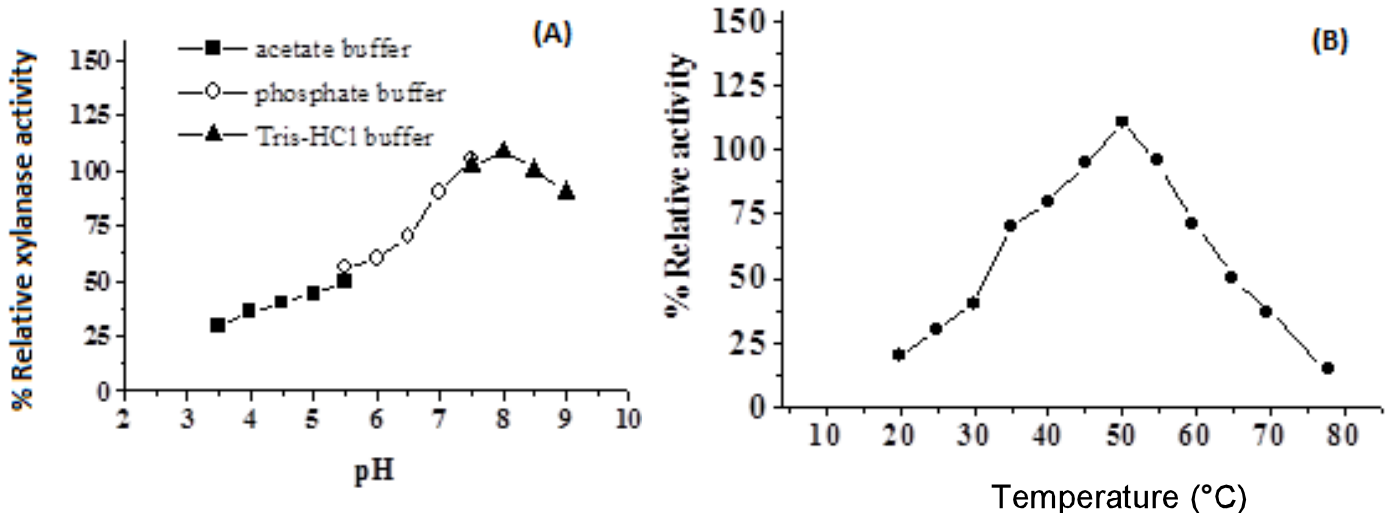 (A)
% Relative xylanase activity
acetate buffer
phosphate buffer
Tris-HCl buffer
150
125
100
75
50
25
0
2 3 4 5 6 7 8 9 10
pH
(B)
% Relative activity
150
125
100
75
50
25
0
10 20 30 40 50 60 70 80
Temperature (°C)